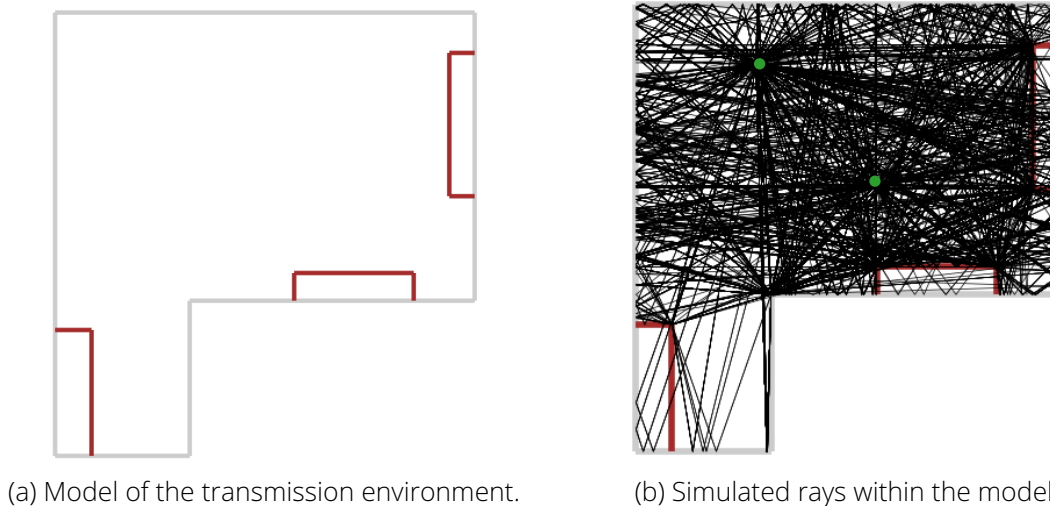 (a) Model of the transmission environment.
(b) Simulated rays within the model